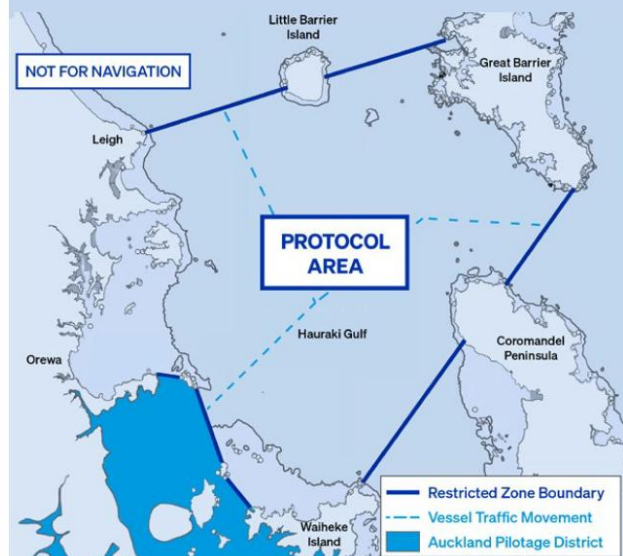 Little Barrier
Island
NOT FOR NAVIGATION
Great Barrier
Island
Leigh
PROTOCOL
AREA
Hauraki Gulf
Orewa
Coromandel
Peninsula
Waiheke
Island
Restricted Zone Boundary
Vessel Traffic Movement
Auckland Pilotage District